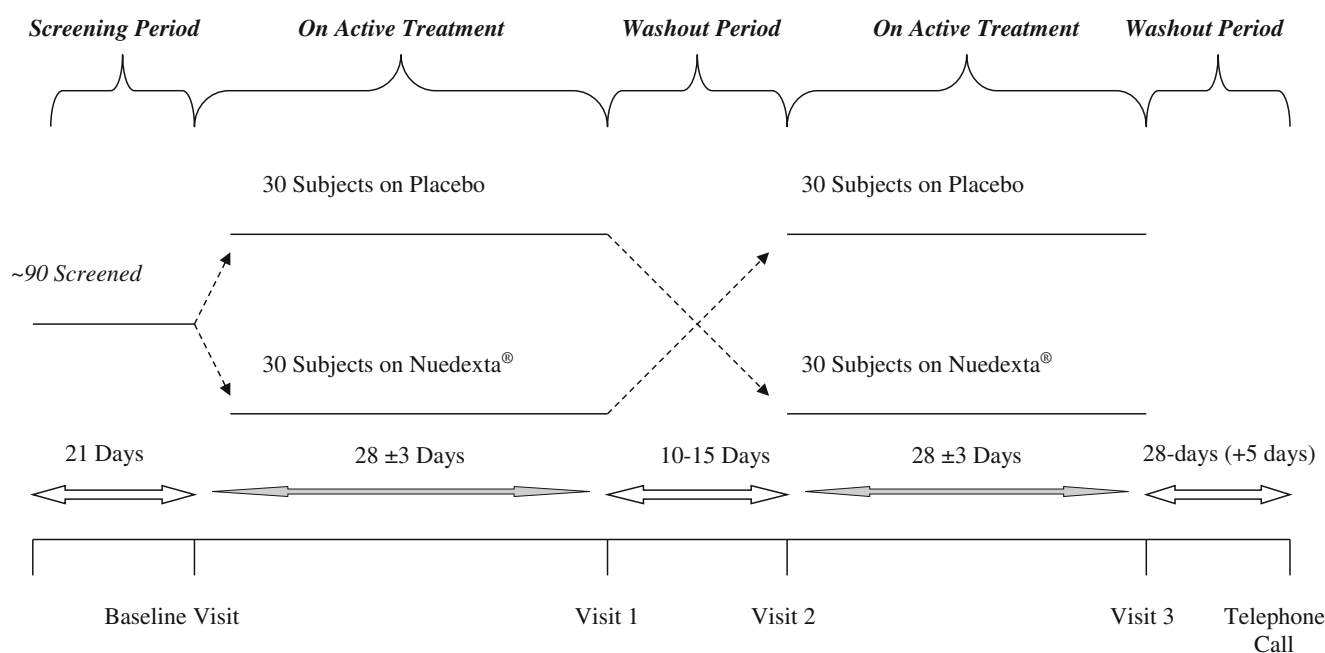 Screening Period
On Active Treatment
Washout Period
On Active Treatment
Washout Period
30 Subjects on Placebo
30 Subjects on Placebo
~90 Screened
30 Subjects on Nuedexta®
30 Subjects on Nuedexta®
21 Days
28 ±3 Days
10-15 Days
28 ±3 Days
28-days (+5 days)
Baseline Visit
Visit 1
Visit 2
Visit 3
Telephone
Call